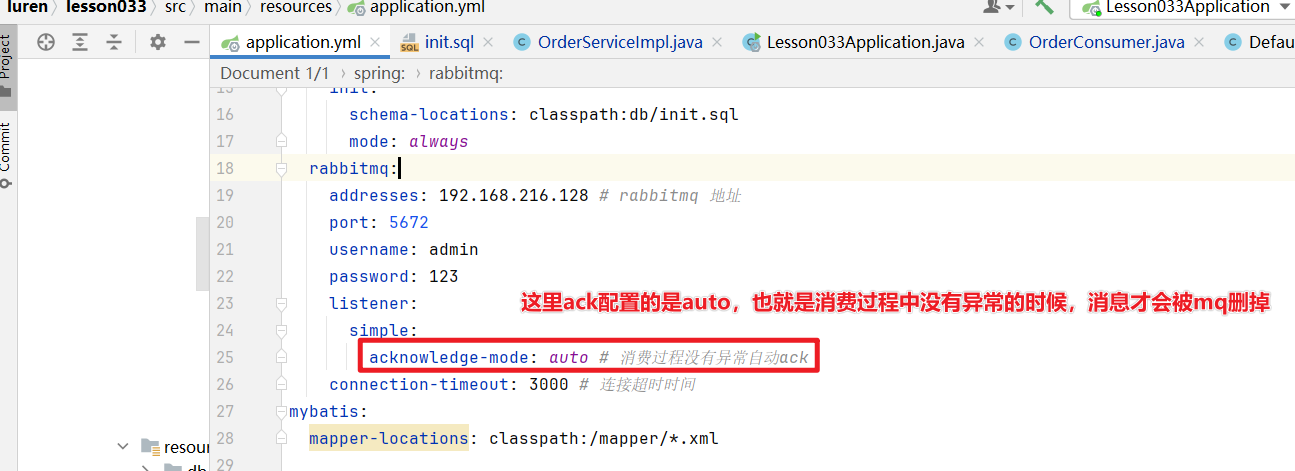 luren › lesson033 › src › main › resources › application.yml
Lesson033Application
Project
Commit
application.yml
init.sql
OrderServiceImpl.java
Lesson033Application.java
OrderConsumer.java
Defau
Document 1/1 › spring: › rabbitmq:
15 init:
16 schema-locations: classpath:db/init.sql
17 mode: always
18 rabbitmq:
19 addresses: 192.168.216.128 # rabbitmq 地址
20 port: 5672
21 username: admin
22 password: 123
23 listener:
这里ack配置的是auto，也就是消费过程中没有异常的时候，消息才会被mq删掉
24 simple:
25 acknowledge-mode: auto # 消费过程没有异常自动ack
26 connection-timeout: 3000 # 连接超时时间
27 mybatis:
28 mapper-locations: classpath:/mapper/*.xml
29
resour
db